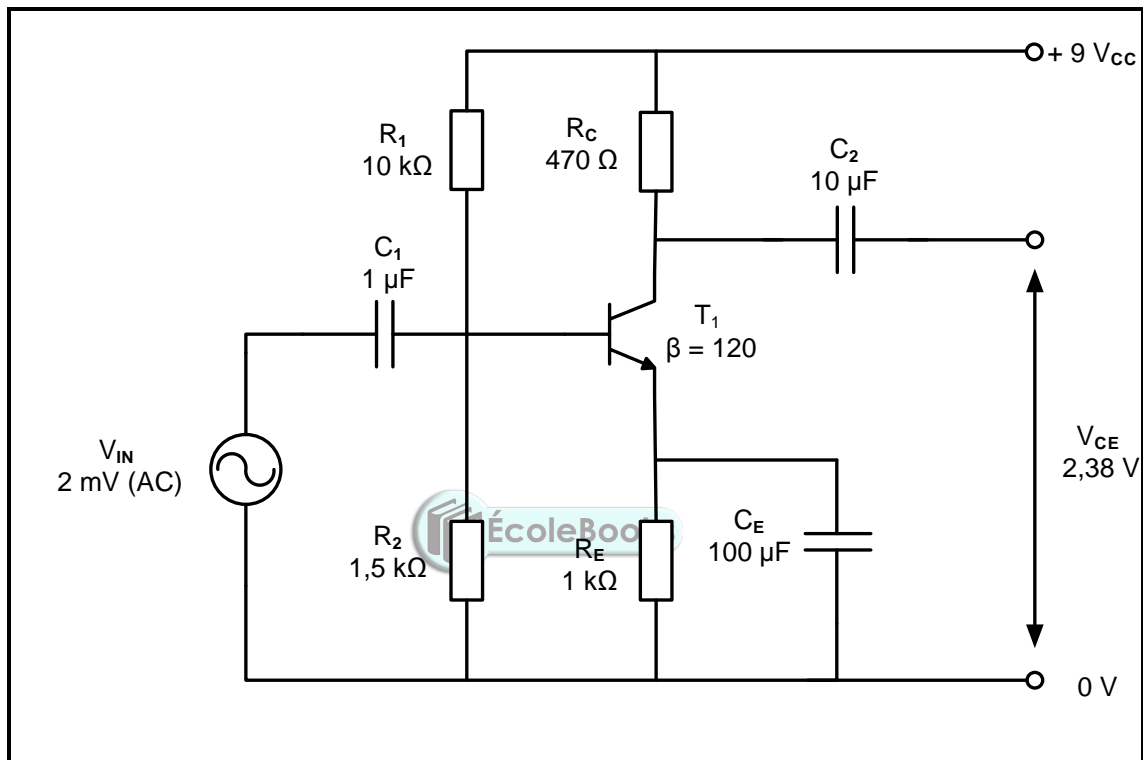 + 9 VCC
R1
10 kΩ
RC
470 Ω
C2
10 µF
C1
1 µF
T1
β = 120
VIN
2 mV (AC)
VCE
2,38 V
R2
1,5 kΩ
ÉcoleBoo
RE
1 kΩ
CE
100 µF
0 V